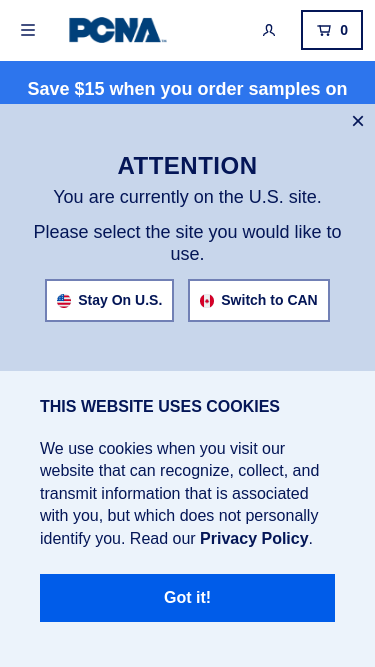 PCNA
0
Save $15 when you order samples on
ATTENTION
You are currently on the U.S. site.
Please select the site you would like to
use.
Stay On U.S.
Switch to CAN
THIS WEBSITE USES COOKIES
We use cookies when you visit our
website that can recognize, collect, and
transmit information that is associated
with you, but which does not personally
identify you. Read our Privacy Policy.
Got it!